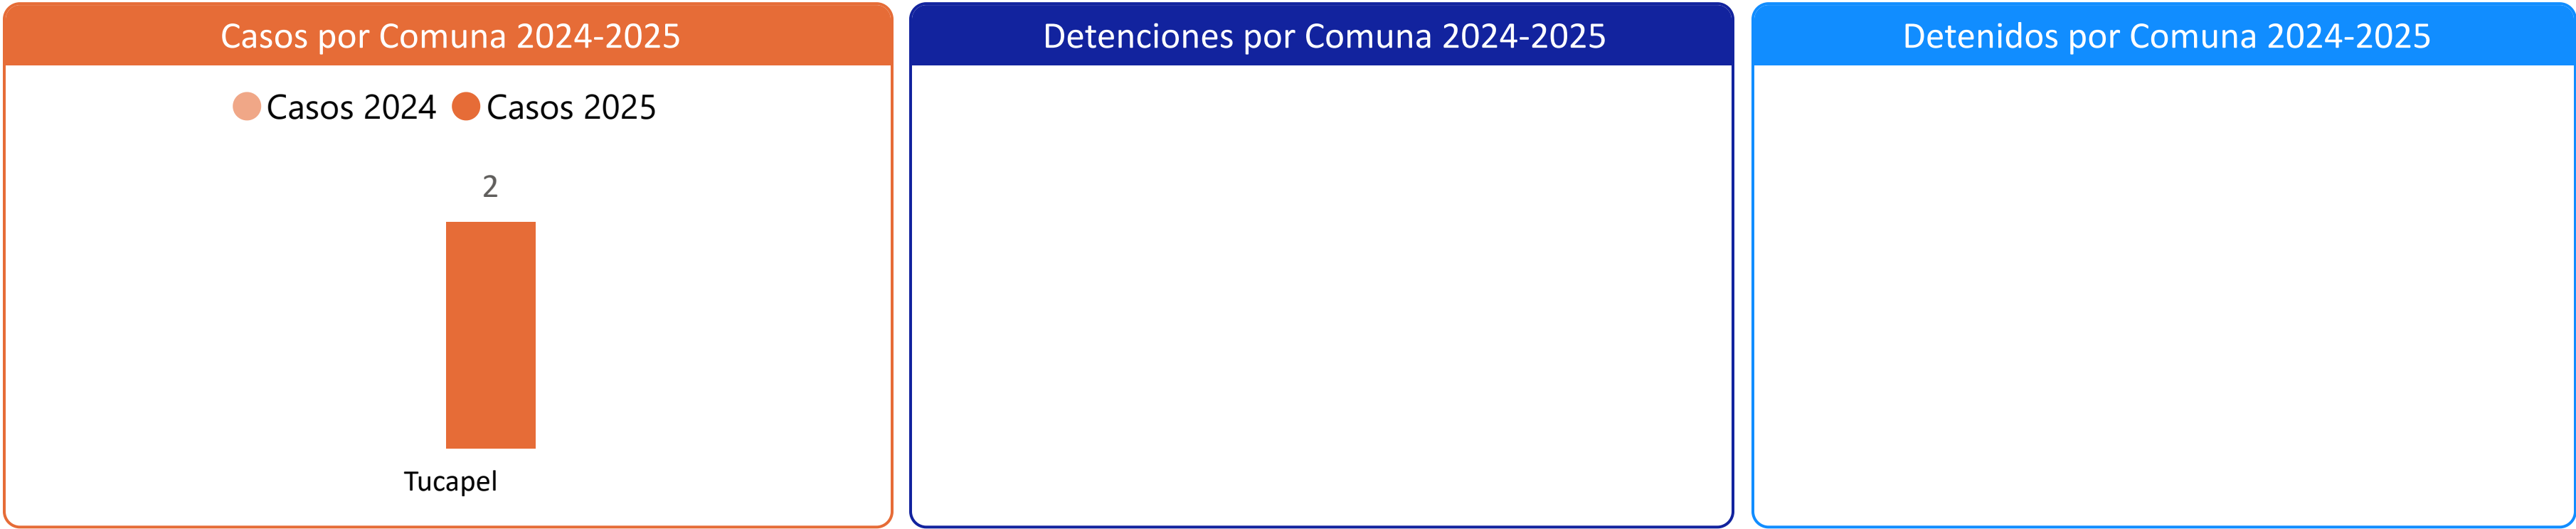 Casos por Comuna 2024-2025
Casos 2024 Casos 2025
2
Tucapel
Detenciones por Comuna 2024-2025
Detenidos por Comuna 2024-2025